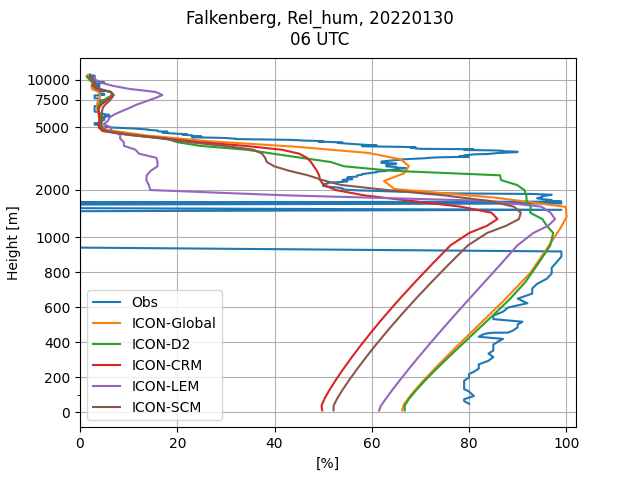 Falkenberg, Rel_hum, 20220130
06 UTC
10000
7500
5000
2000
1000
800
600
400
200
0
Height [m]
Obs
ICON-Global
ICON-D2
ICON-CRM
ICON-LEM
ICON-SCM
0 20 40 60 80 100
[%]